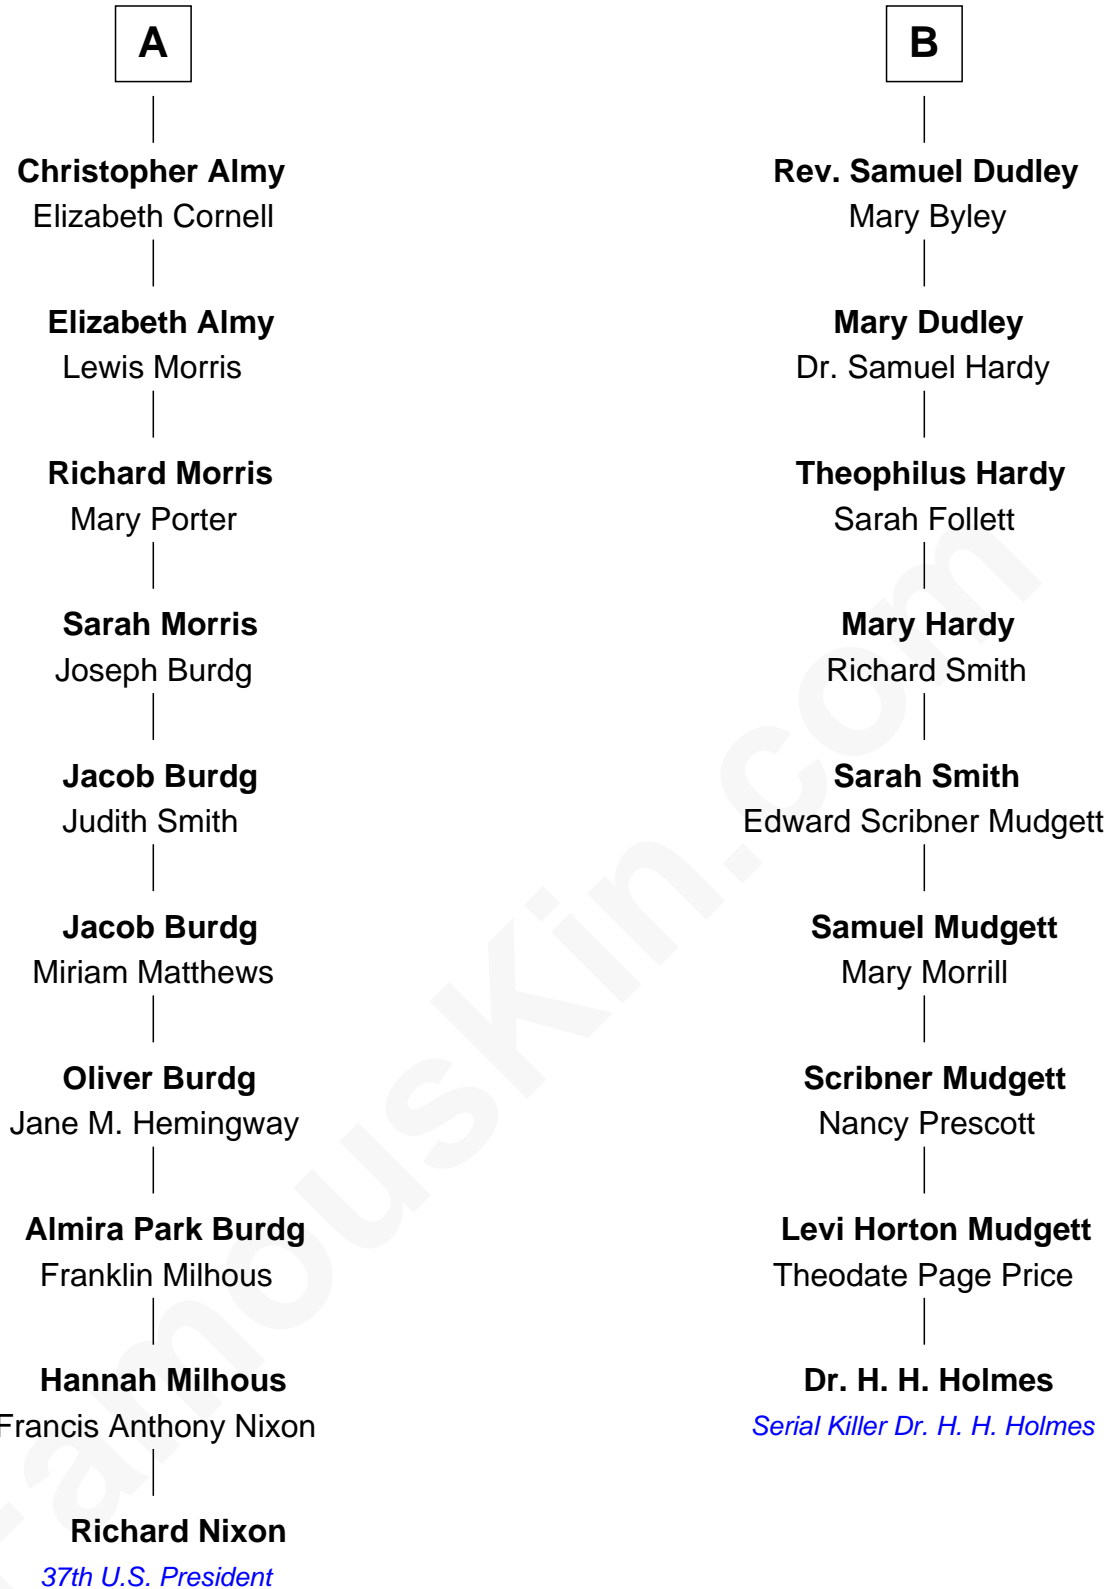 A
Christopher Almy
Elizabeth Cornell
Elizabeth Almy
Lewis Morris
Richard Morris
Mary Porter
Sarah Morris
Joseph Burdg
Jacob Burdg
Judith Smith
Jacob Burdg
Miriam Matthews
Oliver Burdg
Jane M. Hemingway
Almira Park Burdg
Franklin Milhous
Hannah Milhous
Francis Anthony Nixon
Richard Nixon
37th U.S. President
B
Rev. Samuel Dudley
Mary Byley
Mary Dudley
Dr. Samuel Hardy
Theophilus Hardy
Sarah Follett
Mary Hardy
Richard Smith
Sarah Smith
Edward Scribner Mudgett
Samuel Mudgett
Mary Morrill
Scribner Mudgett
Nancy Prescott
Levi Horton Mudgett
Theodate Page Price
Dr. H. H. Holmes
Serial Killer Dr. H. H. Holmes
FamousKin.com